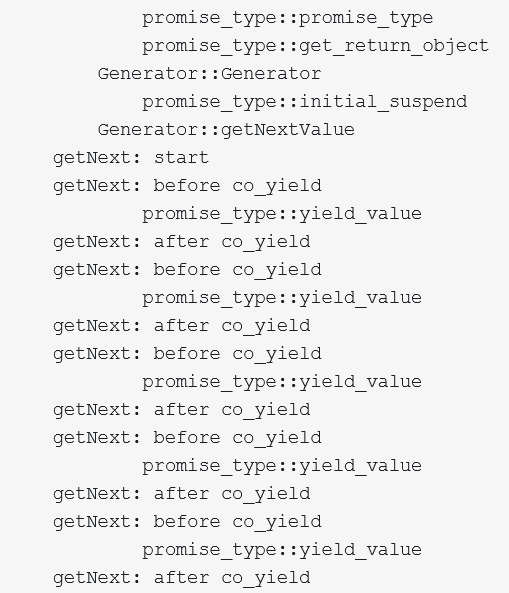 promise_type::promise_type
promise_type::get_return_object
Generator::Generator
promise_type::initial_suspend
Generator::getNextValue
getNext: start
getNext: before co_yield
promise_type::yield_value
getNext: after co_yield
getNext: before co_yield
promise_type::yield_value
getNext: after co_yield
getNext: before co_yield
promise_type::yield_value
getNext: after co_yield
getNext: before co_yield
promise_type::yield_value
getNext: after co_yield
getNext: before co_yield
promise_type::yield_value
getNext: after co_yield